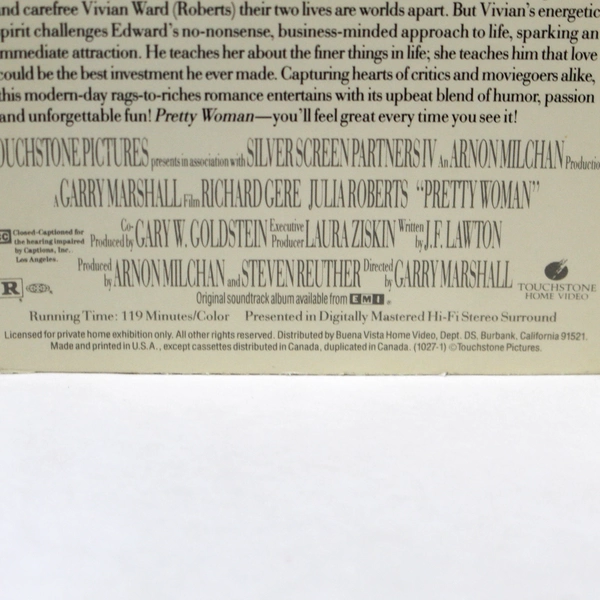 nd carefree Vivian Ward (Roberts) their two lives are worlds apart. But Vivian's energetic
pirit challenges Edward's no-nonsense, business-minded approach to life, sparking an
mmediate attraction. He teaches her about the finer things in life; she teaches him that love
could be the best investment he ever made. Capturing hearts of critics and moviegoers alike,
this modern-day rags-to-riches romance entertains with its upbeat blend of humor, passion
and unforgettable fun! Pretty Woman—you'll feel great every time you see it!
OUCHSTONE PICTURES presents in association with SILVER SCREEN PARTNERS IV An ARNON MILCHAN Productio
A GARRY MARSHALL Film RICHARD GERE JULIA ROBERTS "PRETTY WOMAN"
Co-Produced by GARY W. GOLDSTEIN Executive Producer LAURA ZISKIN Written by J.F. LAWTON
CC Closed-Captioned for
the hearing impaired
by Captions, Inc.
Los Angeles.
Produced by ARNON MILCHAN and STEVEN REUTHER Directed by GARRY MARSHALL
R
TOUCHSTONE
HOME VIDEO
Original soundtrack album available from EMI.
Running Time: 119 Minutes/Color Presented in Digitally Mastered Hi-Fi Stereo Surround
Licensed for private home exhibition only. All other rights reserved. Distributed by Buena Vista Home Video, Dept. DS, Burbank, California 91521.
Made and printed in U.S.A., except cassettes distributed in Canada, duplicated in Canada. (1027-1) ©Touchstone Pictures.